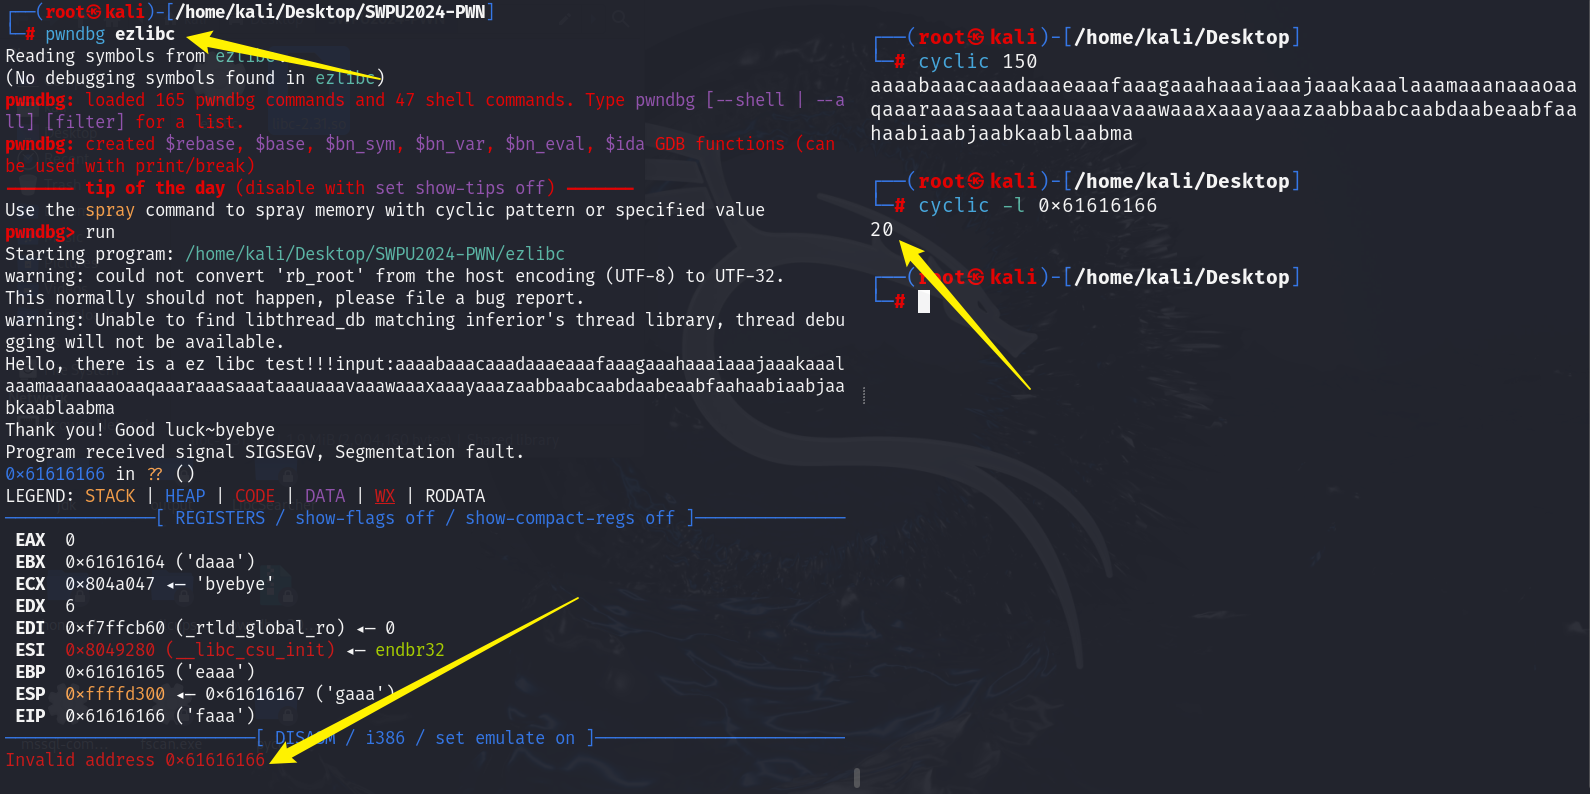 ┌──(root㉿kali)-[/home/kali/Desktop/SWPU2024-PWN]
└─# pwndbg ezlibc
Reading symbols from ezlibc.
(No debugging symbols found in ezlibc)
pwndbg: loaded 165 pwndbg commands and 47 shell commands. Type pwndbg [--shell | --a
ll] [filter] for a list.
pwndbg: created $rebase, $base, $bn_sym, $bn_var, $bn_eval, $ida GDB functions (can
be used with print/break)
─────── tip of the day (disable with set show-tips off) ───────
Use the spray command to spray memory with cyclic pattern or specified value
pwndbg> run
Starting program: /home/kali/Desktop/SWPU2024-PWN/ezlibc
warning: could not convert 'rb_root' from the host encoding (UTF-8) to UTF-32.
This normally should not happen, please file a bug report.
warning: Unable to find libthread_db matching inferior's thread library, thread debu
gging will not be available.
Hello, there is a ez libc test!!!input:aaaabaaacaaadaaaeaaafaaagaaahaaaiaaajaaakaaal
aaamaaanaaaoaaqaaaraaasaaataaauaaavaaawaaaxaaayaaazaabbaabcaabdaabeaabfaahaabiaabjaa
bkaablaabma
Thank you! Good luck~byebye
Program received signal SIGSEGV, Segmentation fault.
0×61616166 in ?? ()
LEGEND: STACK | HEAP | CODE | DATA | WX | RODATA
───────────────[ REGISTERS / show-flags off / show-compact-regs off ]───────────────
EAX  0
EBX  0×61616164 ('daaa')
ECX  0×804a047 ◂— 'byebye'
EDX  6
EDI  0×f7ffcb60 (_rtld_global_ro) ◂— 0
ESI  0×8049280 (__libc_csu_init) ◂— endbr32
EBP  0×61616165 ('eaaa')
ESP  0×ffffd300 ◂— 0×61616167 ('gaaa')
EIP  0×61616166 ('faaa')
─────────────────────────[ DISASM / i386 / set emulate on ]─────────────────────────
Invalid address 0×61616166
┌──(root㉿kali)-[/home/kali/Desktop]
└─# cyclic 150
aaaabaaacaaadaaaeaaafaaagaaahaaaiaaajaaakaaalaaamaaanaaaoaa
qaaaraaasaaataaauaaavaaawaaaxaaayaaazaabbaabcaabdaabeaabfaa
haabiaabjaabkaablaabma
┌──(root㉿kali)-[/home/kali/Desktop]
└─# cyclic -l 0×61616166
20
┌──(root㉿kali)-[/home/kali/Desktop]
└─#